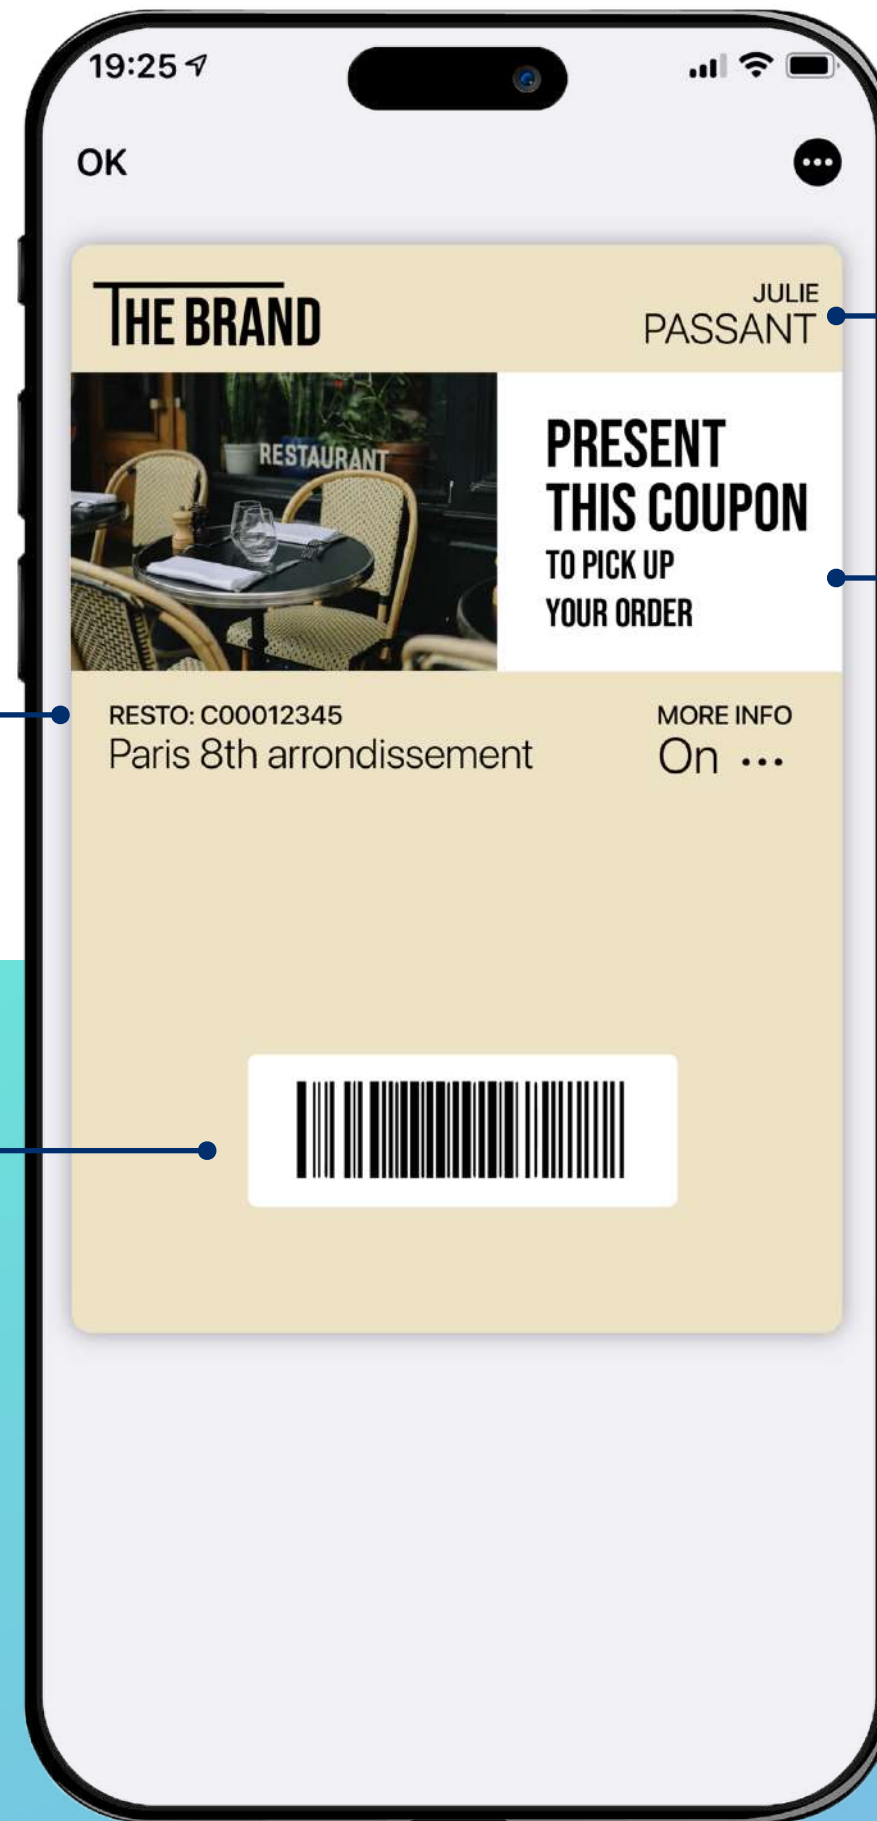 19:25
OK
THE BRAND
JULIE
PASSANT
RESTAURANT
PRESENT
THIS COUPON
TO PICK UP
YOUR ORDER
RESTO: C00012345
Paris 8th arrondissement
MORE INFO
On ...